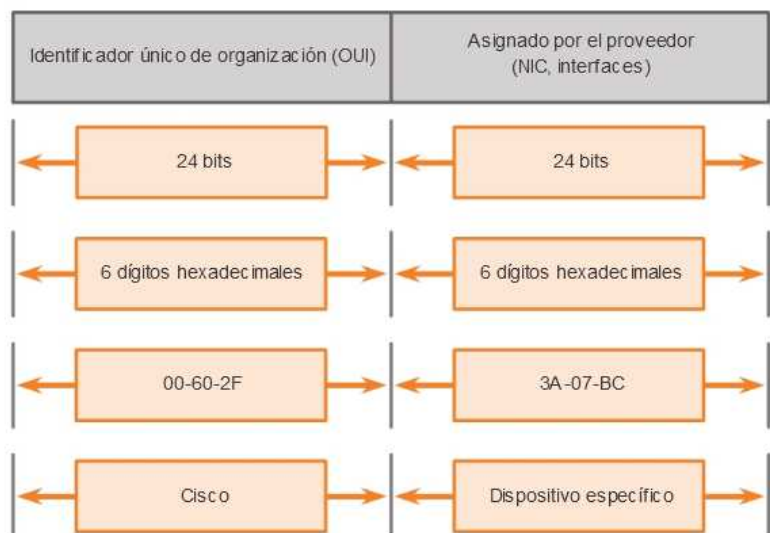 Identificador único de organización (OUI)
Asignado por el proveedor
(NIC, interfaces)
24 bits
24 bits
6 dígitos hexadecimales
6 dígitos hexadecimales
00-60-2F
3A-07-BC
Cisco
Dispositivo específico